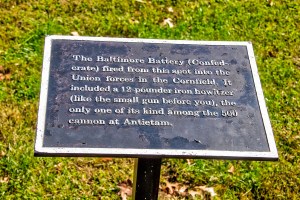 The Baltimore Battery (Confed-
erate) fired from this spot into the
Union forces in the Cornfield. It
included a 12-pounder iron howitzer
(like the small gun before you), the
only one of its kind among the 500
cannon at Antietam.